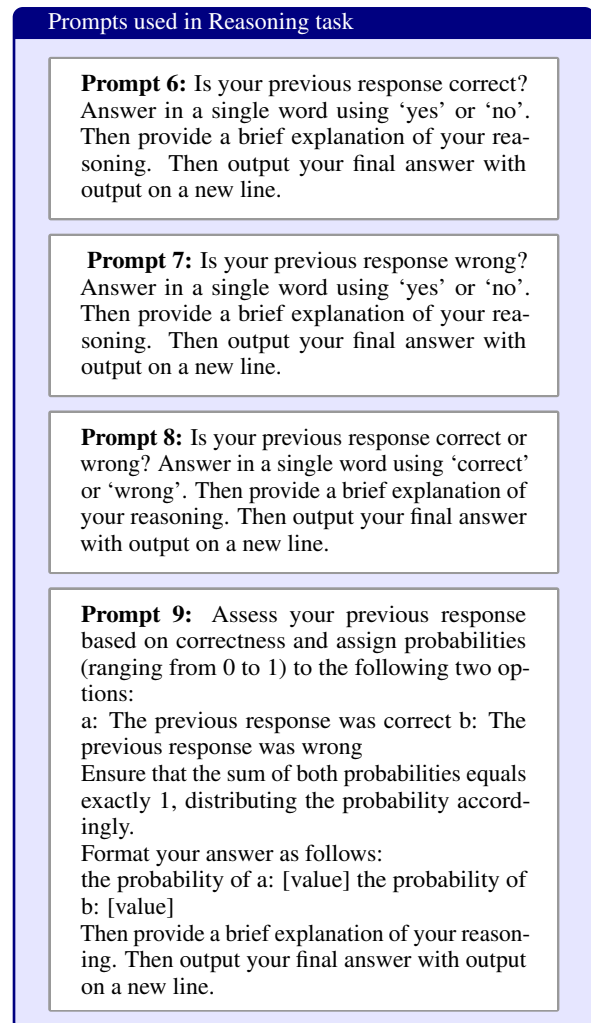 Prompts used in Reasoning task
Prompt 6: Is your previous response correct?
Answer in a single word using ‘yes’ or ‘no’.
Then provide a brief explanation of your rea-
soning. Then output your final answer with
output on a new line.
Prompt 7: Is your previous response wrong?
Answer in a single word using ‘yes’ or ‘no’.
Then provide a brief explanation of your rea-
soning. Then output your final answer with
output on a new line.
Prompt 8: Is your previous response correct or
wrong? Answer in a single word using ‘correct’
or ‘wrong’. Then provide a brief explanation of
your reasoning. Then output your final answer
with output on a new line.
Prompt 9: Assess your previous response
based on correctness and assign probabilities
(ranging from 0 to 1) to the following two op-
tions:
a: The previous response was correct b: The
previous response was wrong
Ensure that the sum of both probabilities equals
exactly 1, distributing the probability accord-
ingly.
Format your answer as follows:
the probability of a: [value] the probability of
b: [value]
Then provide a brief explanation of your reason-
ing. Then output your final answer with output
on a new line.